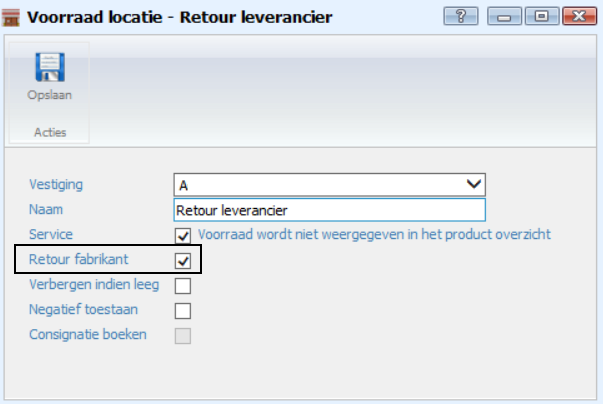 Voorraad locatie - Retour leverancier
Opslaan
Acties
Vestiging A
Naam Retour leverancier
Service Voorraad wordt niet weergegeven in het product overzicht
Retour fabrikant
Verbergen indien leeg
Negatief toestaan
Consignatie boeken